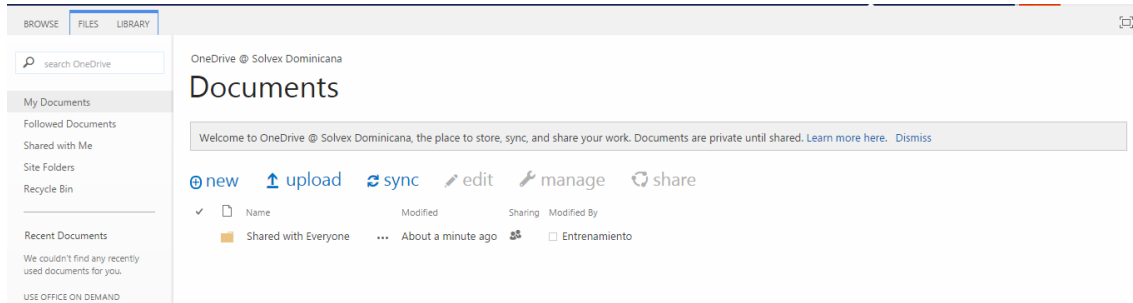 BROWSE FILES LIBRARY
search OneDrive
My Documents
Followed Documents
Shared with Me
Site Folders
Recycle Bin
Recent Documents
We couldn't find any recently
used documents for you.
USE OFFICE ON DEMAND
OneDrive @ Solvex Dominicana
Documents
Welcome to OneDrive @ Solvex Dominicana, the place to store, sync, and share your work. Documents are private until shared. Learn more here. Dismiss
new upload sync edit manage share
Name Modified Sharing Modified By
Shared with Everyone ... About a minute ago Entrenamiento